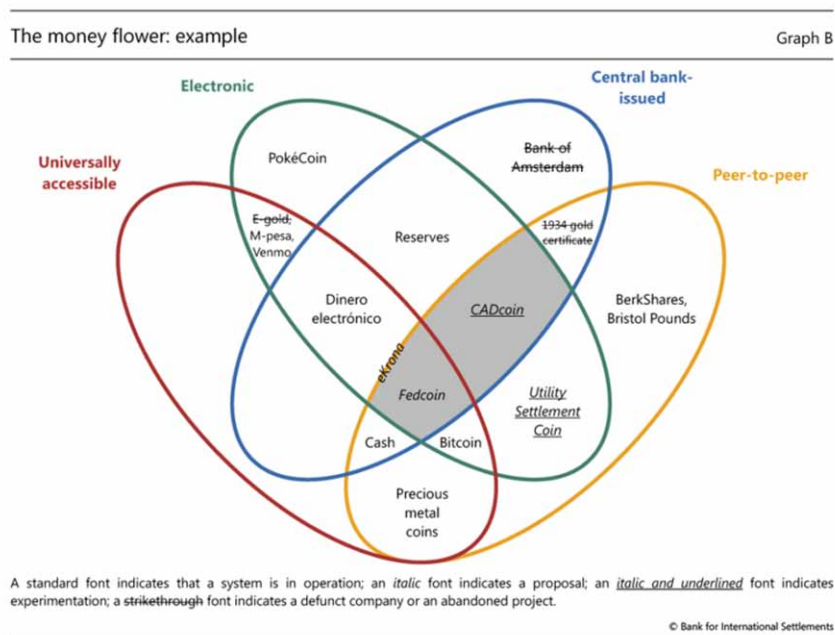 The money flower: example
Graph B
Electronic
Central bank-
issued
Universally
accessible
Peer-to-peer
PokéCoin
Bank of
Amsterdam
E-gold,
M-pesa,
Venmo
Reserves
1934 gold
certificate
Dinero
electrónico
CADcoin
BerkShares,
Bristol Pounds
eKrona
Fedcoin
Utility
Settlement
Coin
Cash
Bitcoin
Precious
metal
coins
A standard font indicates that a system is in operation; an italic font indicates a proposal; an italic and underlined font indicates
experimentation; a strikethrough font indicates a defunct company or an abandoned project.
© Bank for International Settlements